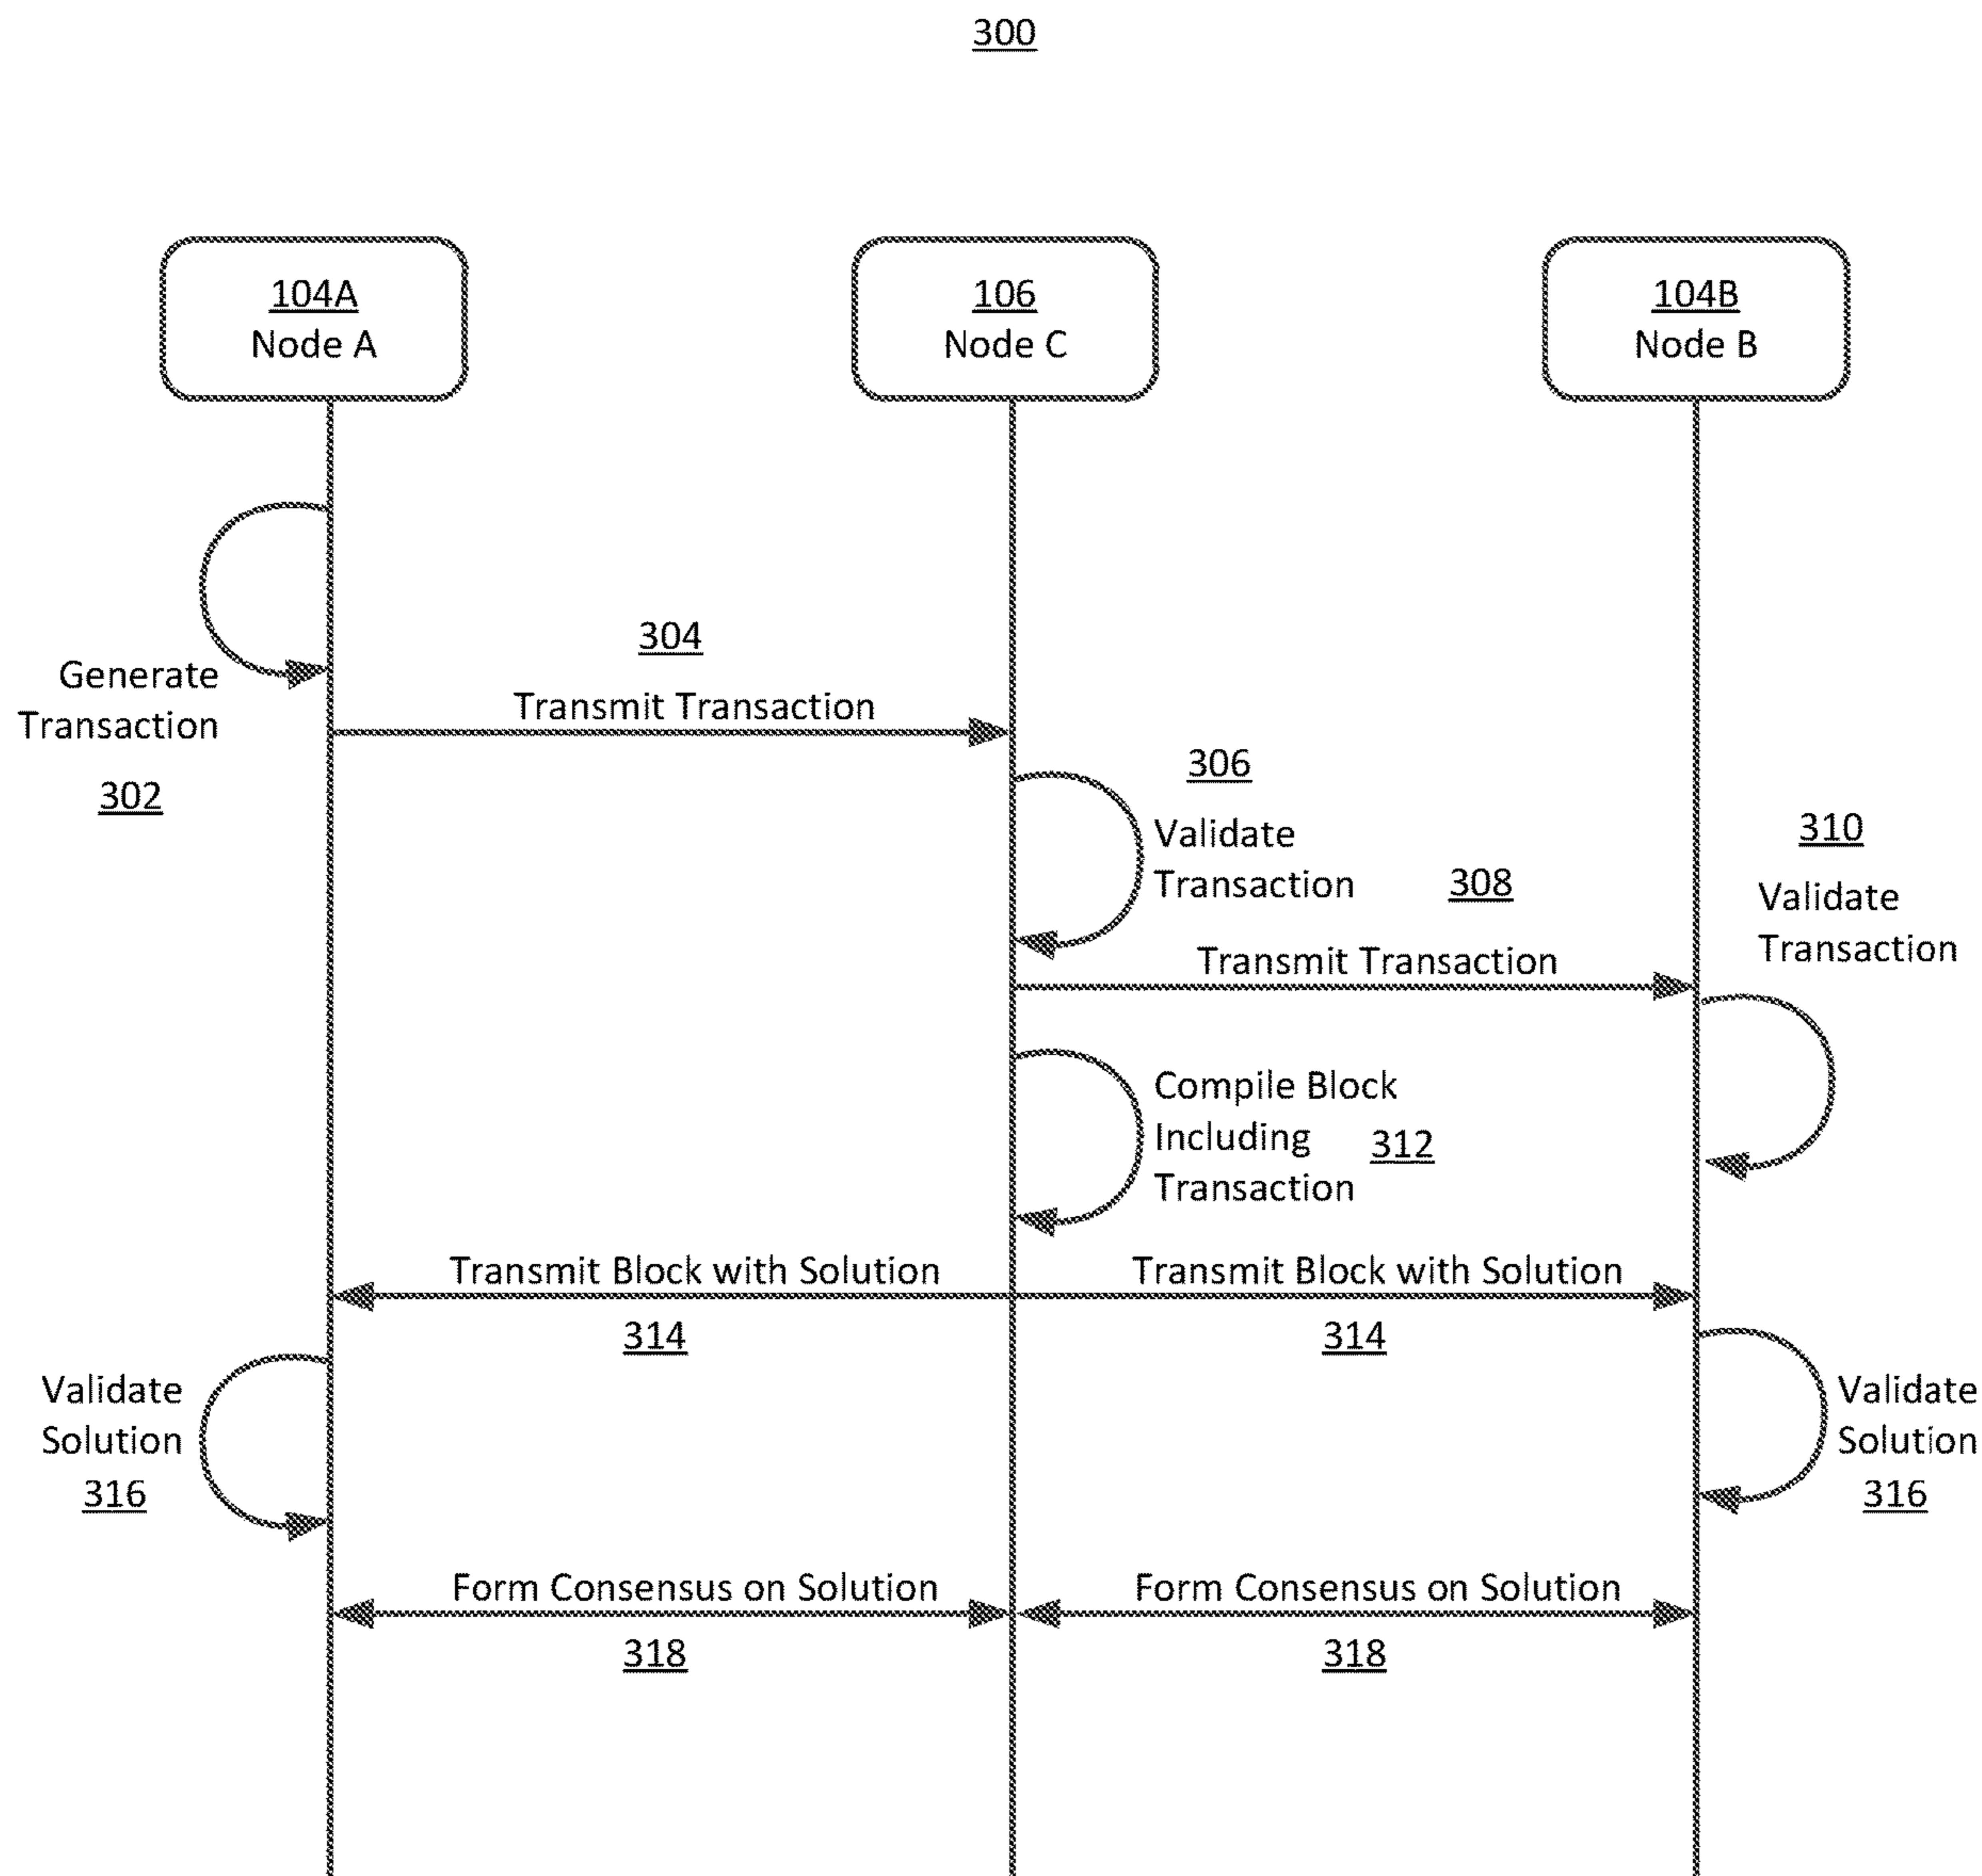 300
104A
Node A
106
Node C
104B
Node B
Generate
Transaction
302
304
Transmit Transaction
306
Validate
Transaction
308
Transmit Transaction
310
Validate
Transaction
Compile Block
Including
312
Transaction
Transmit Block with Solution
314
Transmit Block with Solution
314
Validate
Solution
316
Validate
Solution
316
Form Consensus on Solution
318
Form Consensus on Solution
318